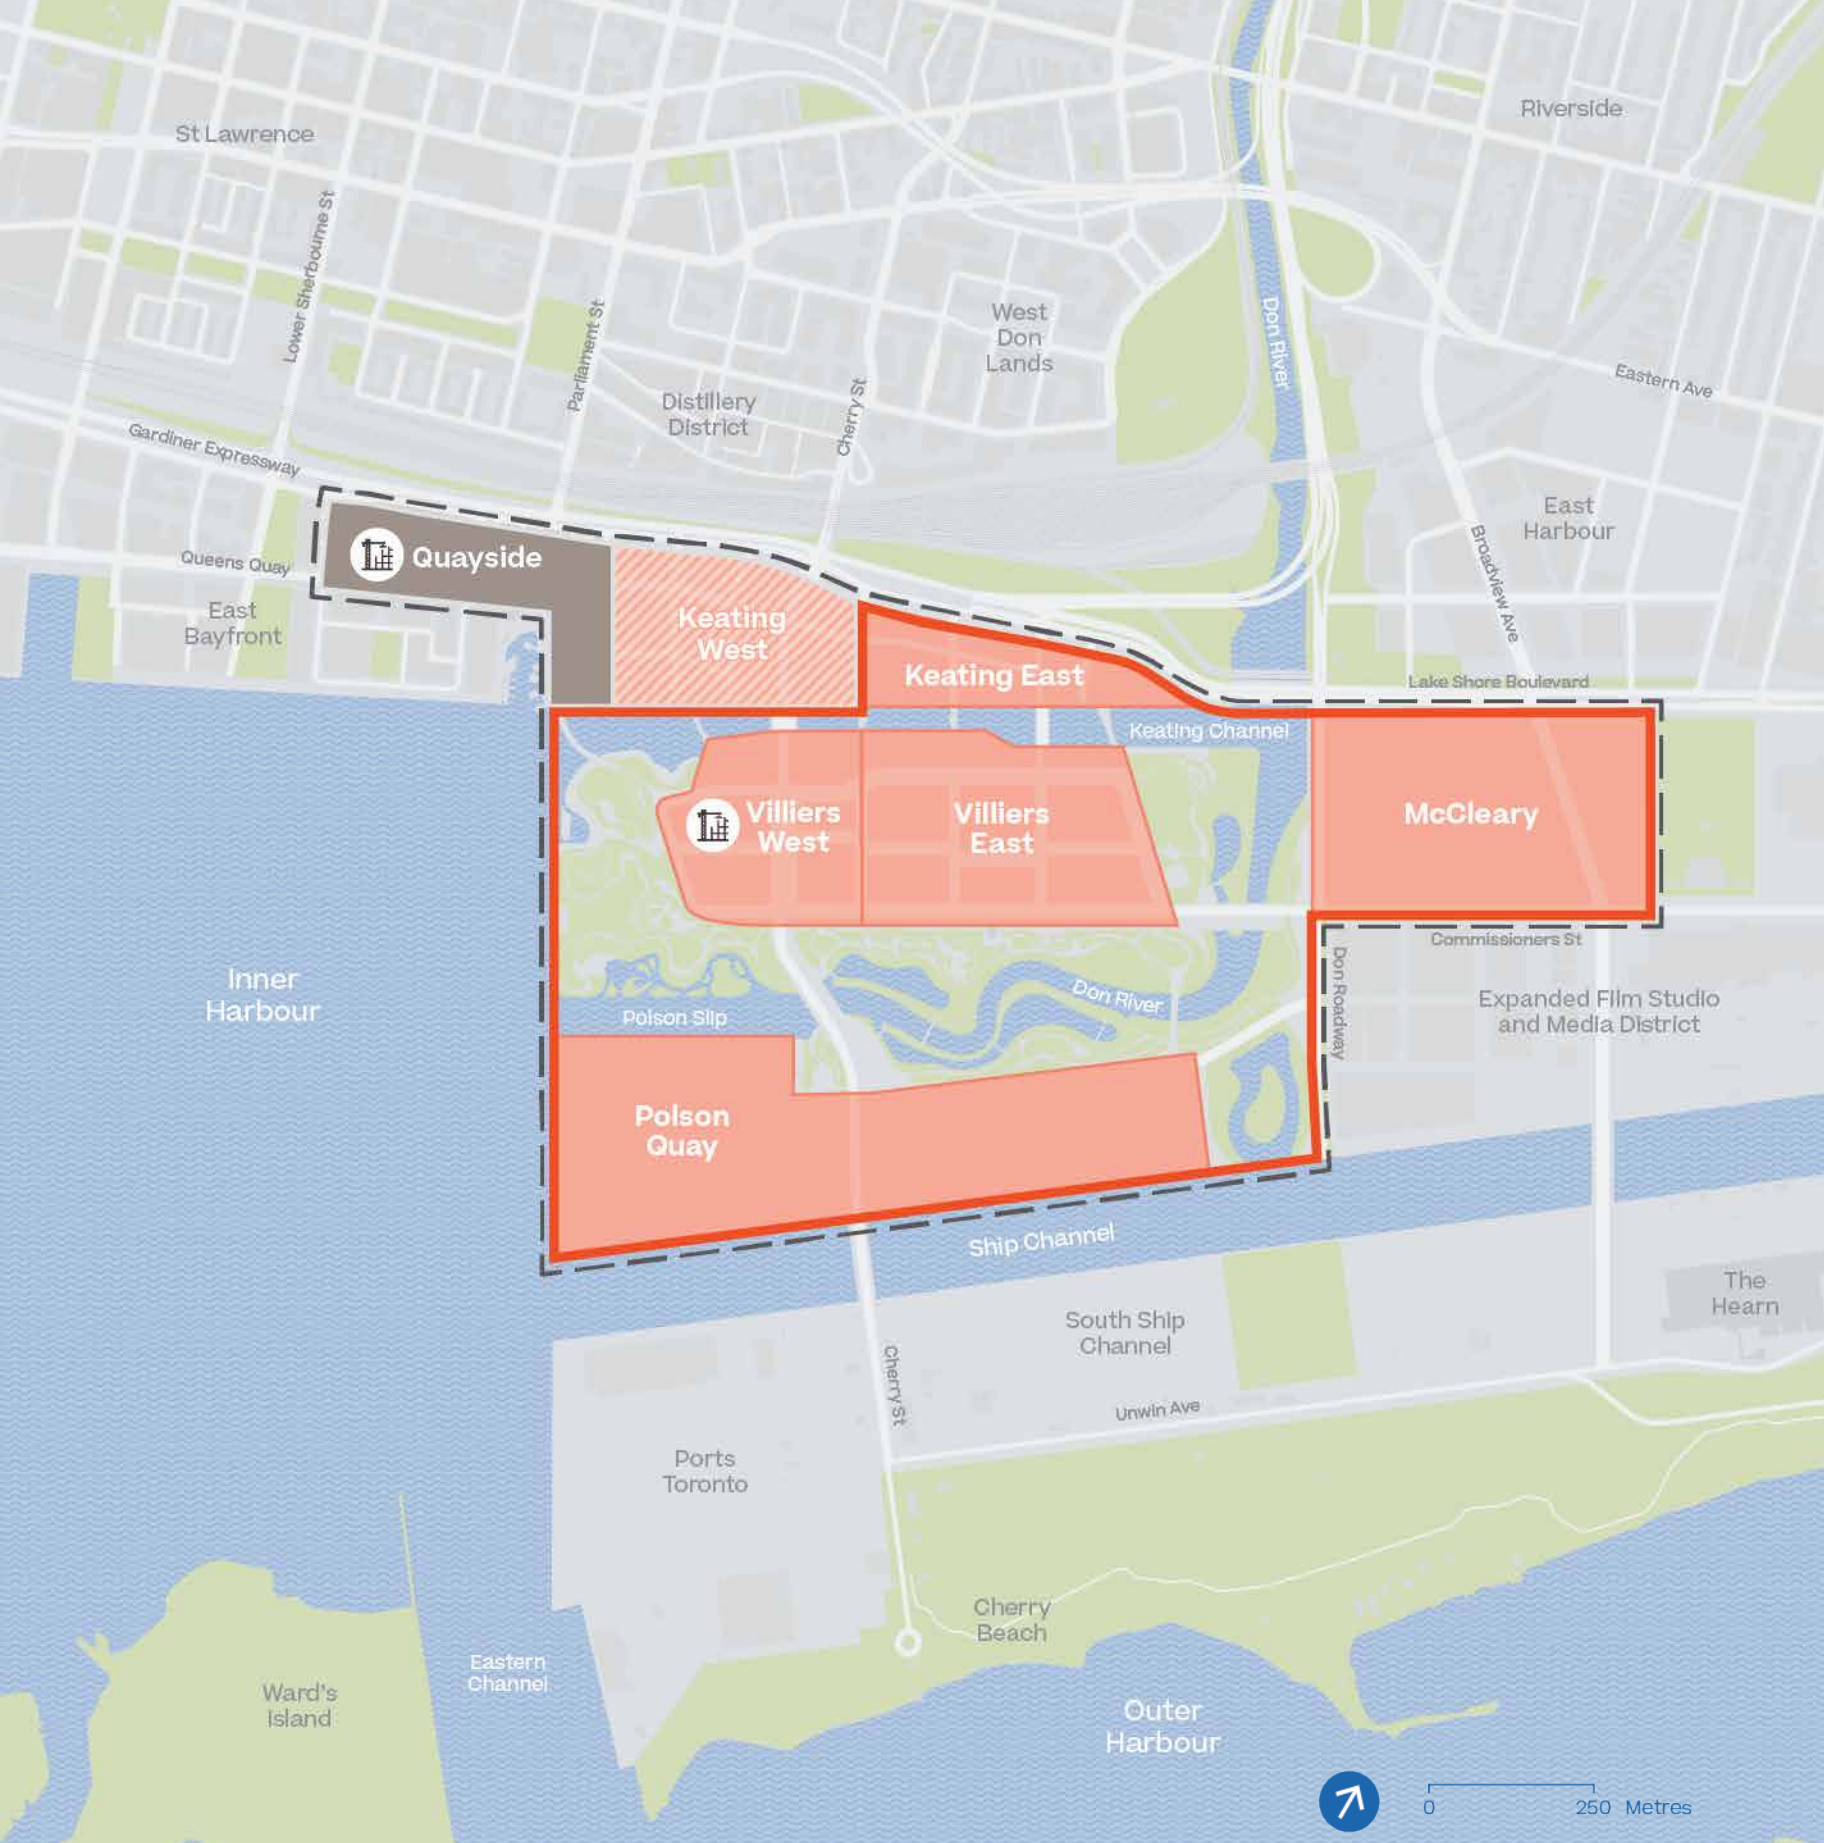 St Lawrence
Riverside
Lower Sherbourne St
Parliament St
West
Don
Lands
Don River
Eastern Ave
Distillery
District
Cherry St
Gardiner Expressway
East
Harbour
Broadview Ave
Quayside
Queens Quay
East
Bayfront
Keating
West
Keating East
Lake Shore Boulevard
Keating Channel
Villiers
West
Villiers
East
McCleary
Commissioners St
Don Roadway
Inner
Harbour
Don River
Polson Slip
Expanded Film Studio
and Media District
Polson
Quay
Ship Channel
The
Hearn
South Ship
Channel
Cherry St
Unwin Ave
Ports
Toronto
Cherry
Beach
Eastern
Channel
Ward's
Island
Outer
Harbour
0 250 Metres